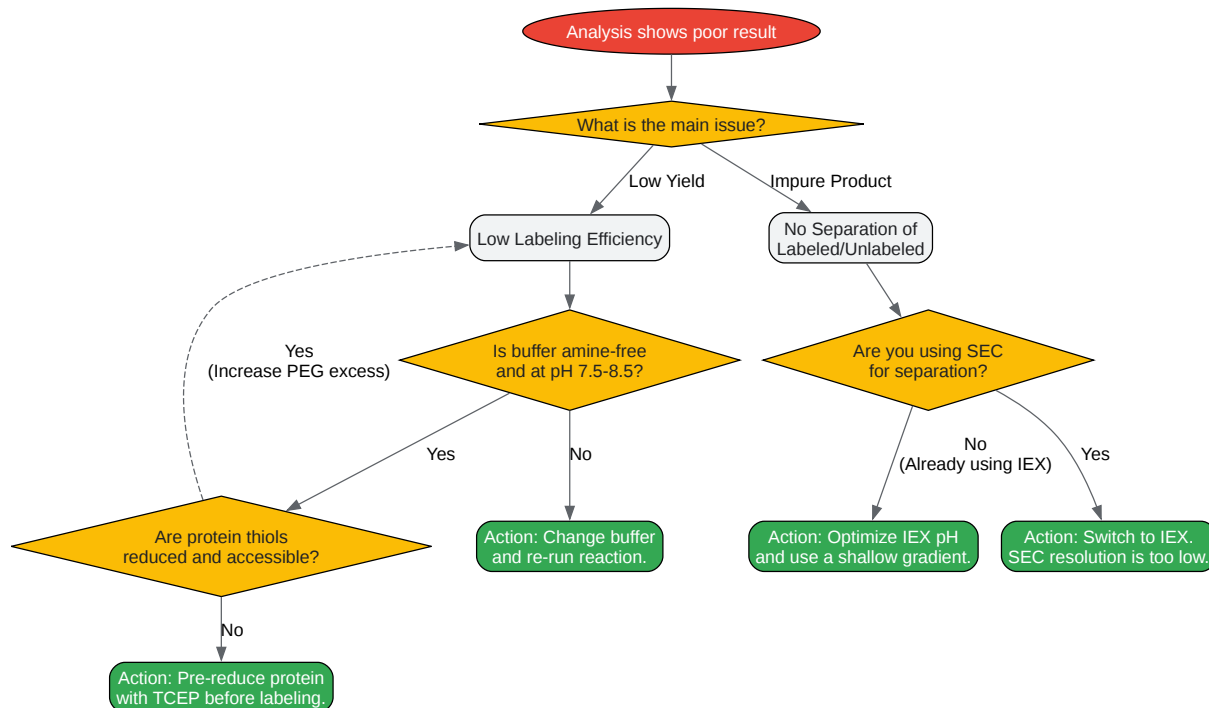 Analysis shows poor result
What is the main issue?
Low Yield
Impure Product
Low Labeling Efficiency
No Separation of
Labeled/Unlabeled
Yes
(Increase PEG excess)
Is buffer amine-free
and at pH 7.5-8.5?
Are you using SEC
for separation?
Yes
No
No
(Already using IEX)
Yes
Are protein thiols
reduced and accessible?
Action: Change buffer
and re-run reaction.
Action: Optimize IEX pH
and use a shallow gradient.
Action: Switch to IEX.
SEC resolution is too low.
No
Action: Pre-reduce protein
with TCEP before labeling.